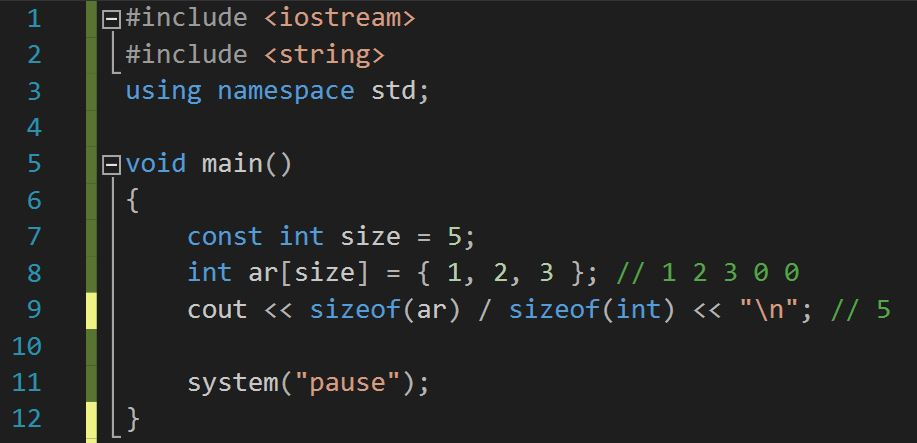 1 #include <iostream>
2 #include <string>
3 using namespace std;
4
5 void main()
6 {
7     const int size = 5;
8     int ar[size] = { 1, 2, 3 }; // 1 2 3 0 0
9     cout << sizeof(ar) / sizeof(int) << "\n"; // 5
10
11     system("pause");
12 }